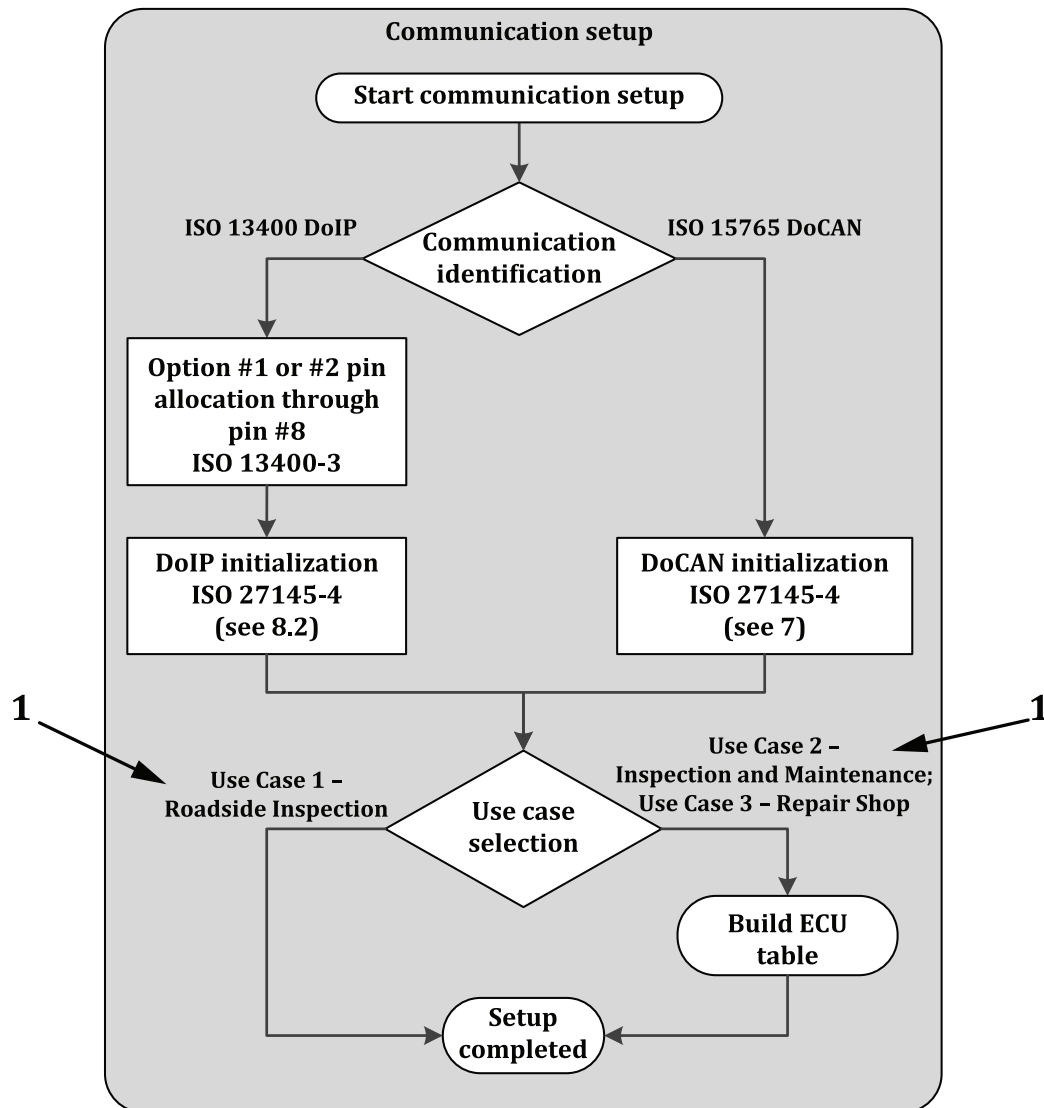 Communication setup
Start communication setup
ISO 13400 DoIP
ISO 15765 DoCAN
Communication
identification
Option #1 or #2 pin
allocation through
pin #8
ISO 13400-3
DoIP initialization
ISO 27145-4
(see 8.2)
DoCAN initialization
ISO 27145-4
(see 7)
1
1
Use Case 1 –
Roadside Inspection
Use Case 2 –
Inspection and Maintenance;
Use Case 3 – Repair Shop
Use case
selection
Build ECU
table
Setup
completed